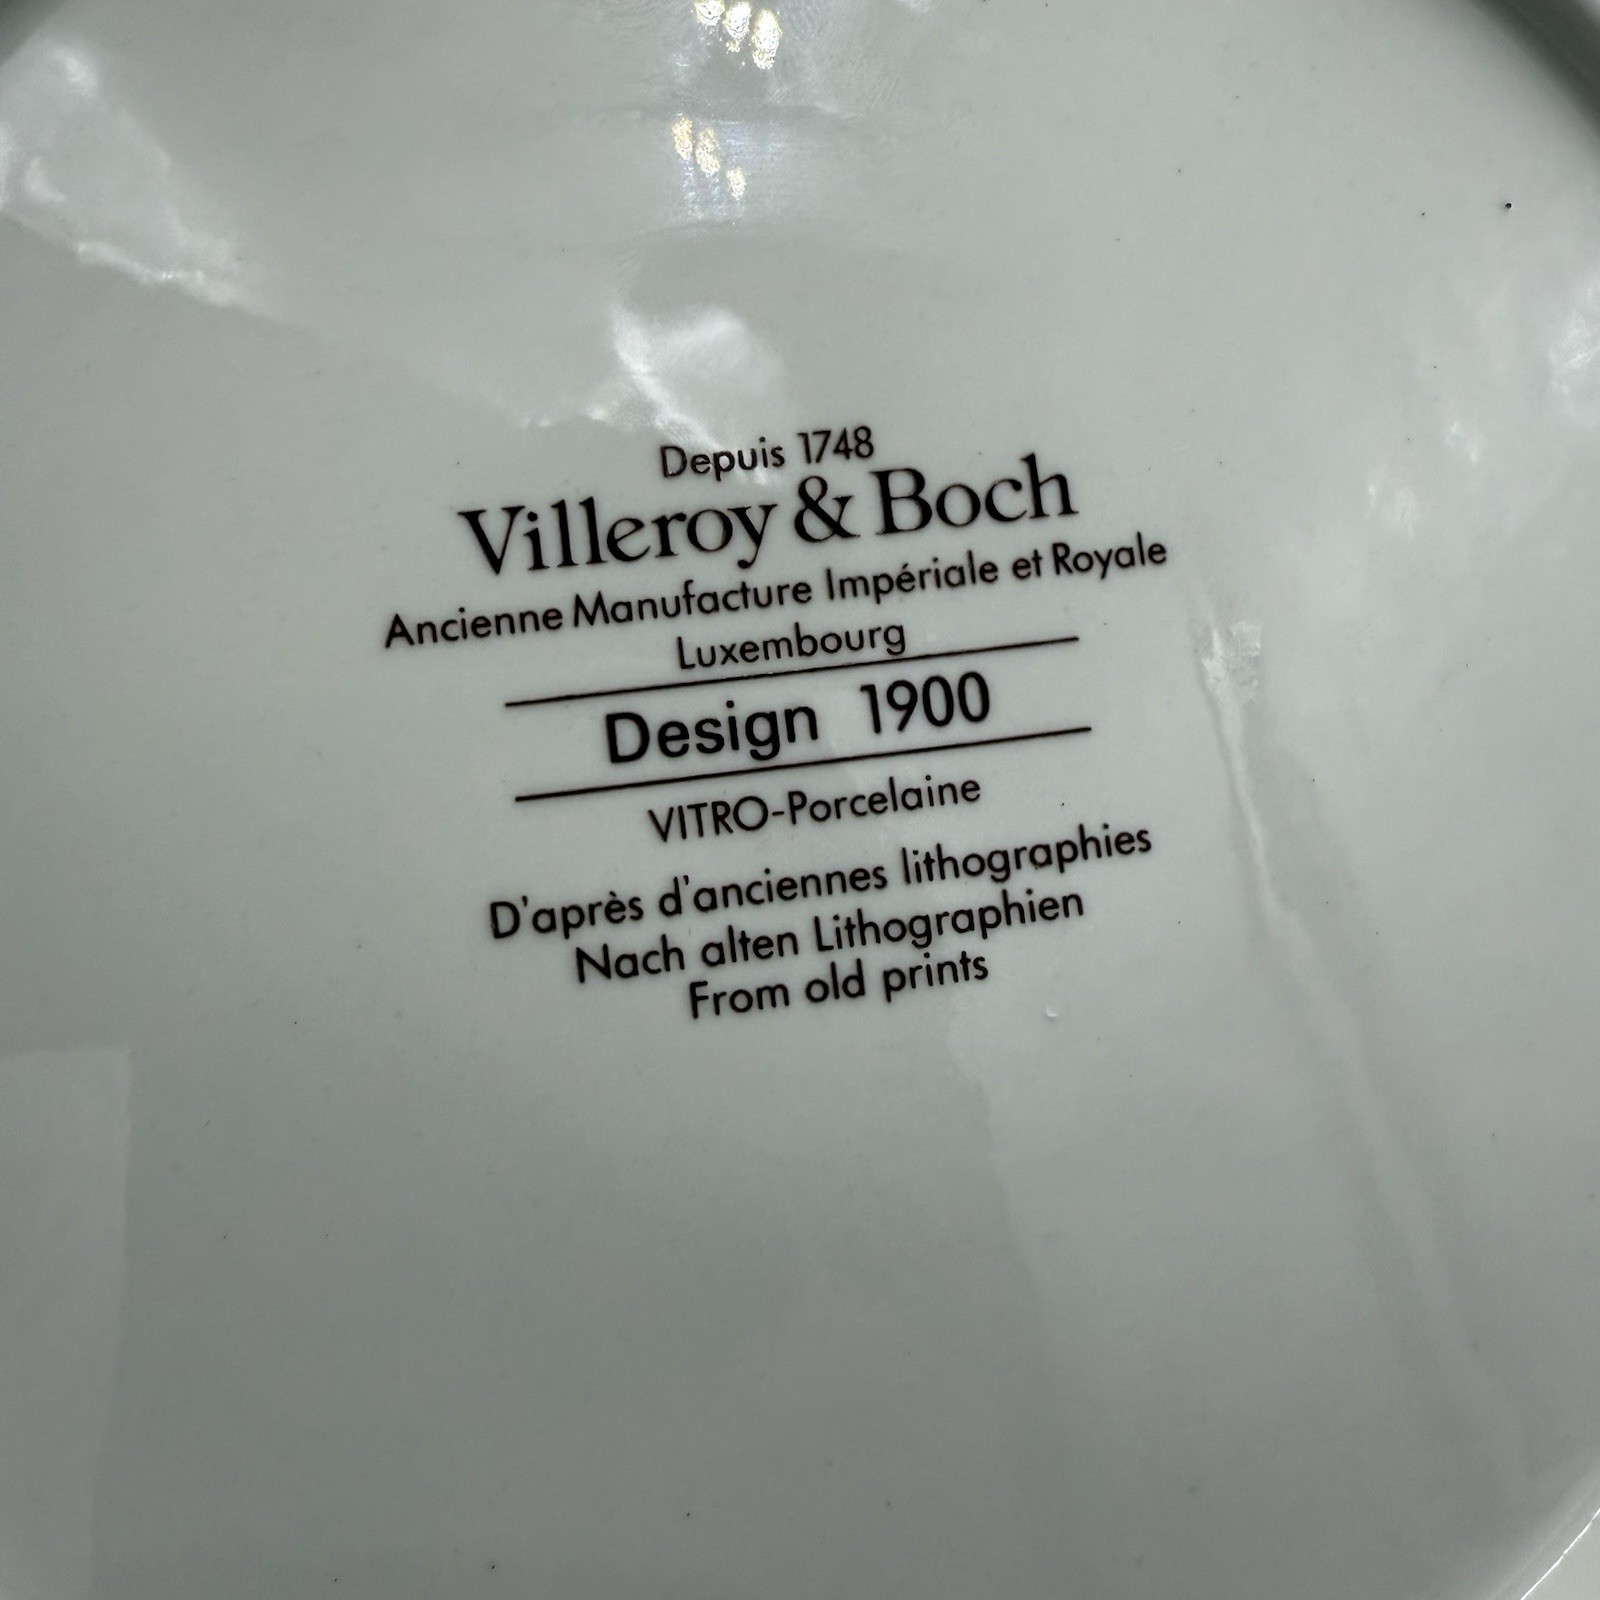 Depuis 1748
Villeroy & Boch
Ancienne Manufacture Impériale et Royale
Luxembourg
Design 1900
VITRO-Porcelaine
D'après d'anciennes lithographies
Nach alten Lithographien
From old prints